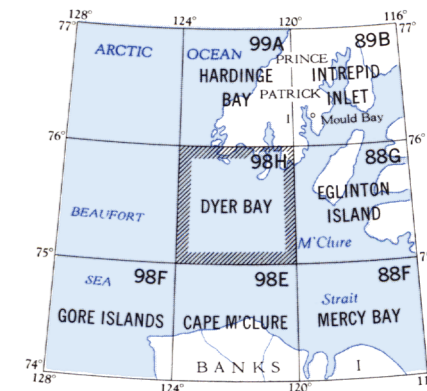 128° 124° 120° 116°
77° 77°
ARCTIC OCEAN 99A 89B
PRINCE
HARDINGE INTREPID
BAY PATRICK INLET
I Mould Bay
76° 76°
98H 88G
DYER BAY EGLINTON
BEAUFORT ISLAND
M'Clure
75° 75°
SEA 98F 98E 88F
Strait
GORE ISLANDS CAPE M'CLURE MERCY BAY
74° BANKS I
128° 124° 120°